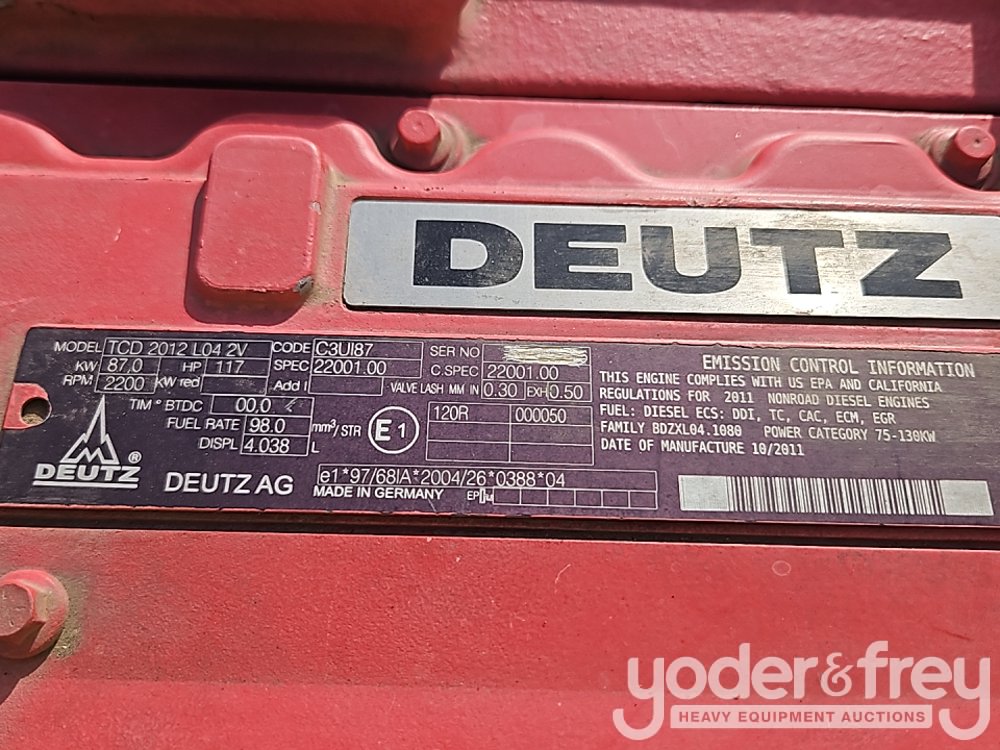 DEUTZ
MODEL TCD 2012 L04 2V CODE C3UI87 SER NO
KW 87,0 HP 117 SPEC 22001.00 C.SPEC 22001.00
RPM 2200 kW red Add I VALVE LASH MM IN 0.30 EXH 0.50
TIM° BTDC 00,0
FUEL RATE 98.0 mm³/STR E1 120R 000050
DISPL 4.038 L
DEUTZ®
DEUTZ AG
e1*97/68IA*2004/26*0388*04
MADE IN GERMANY EP
EMISSION CONTROL INFORMATION
THIS ENGINE COMPLIES WITH US EPA AND CALIFORNIA
REGULATIONS FOR 2011 NONROAD DIESEL ENGINES
FUEL: DIESEL ECS: DDI, TC, CAC, ECM, EGR
FAMILY BDZXL04.1080 POWER CATEGORY 75-130KW
DATE OF MANUFACTURE 10/2011
yoder&frey
HEAVY EQUIPMENT AUCTIONS